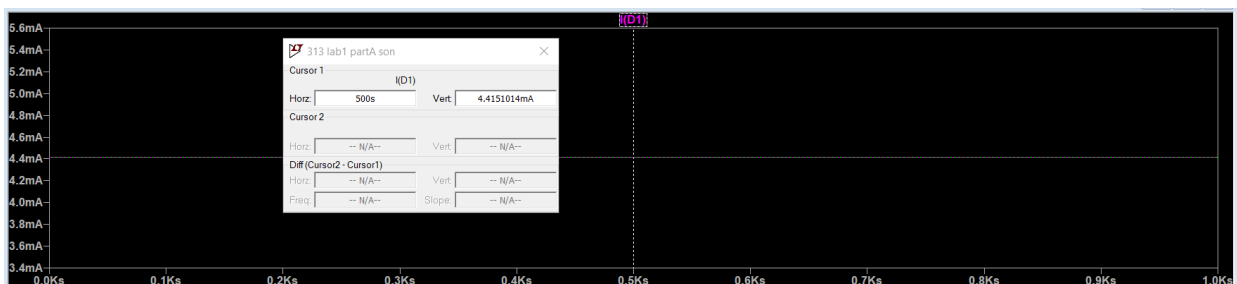 I(D1)
5.6mA
5.4mA
5.2mA
5.0mA
4.8mA
4.6mA
4.4mA
4.2mA
4.0mA
3.8mA
3.6mA
3.4mA
313 lab1 partA son
Cursor 1
I(D1)
Horz: 500s Vert: 4.4151014mA
Cursor 2
Horz: -- N/A-- Vert: -- N/A--
Diff (Cursor2 - Cursor1)
Horz: -- N/A-- Vert: -- N/A--
Freq: -- N/A-- Slope: -- N/A--
0.0Ks 0.1Ks 0.2Ks 0.3Ks 0.4Ks 0.5Ks 0.6Ks 0.7Ks 0.8Ks 0.9Ks 1.0Ks